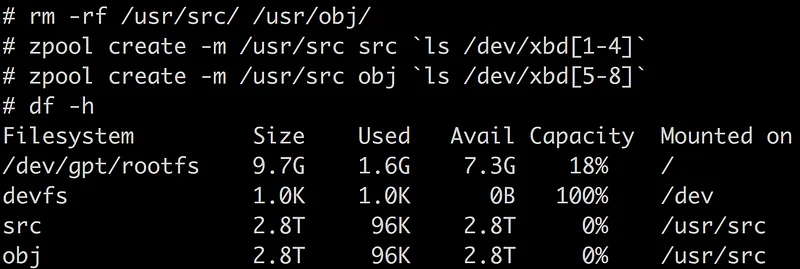 # rm -rf /usr/src/ /usr/obj/
# zpool create -m /usr/src src `ls /dev/xbd[1-4]`
# zpool create -m /usr/src obj `ls /dev/xbd[5-8]`
# df -h
Filesystem Size Used Avail Capacity Mounted on
/dev/gpt/rootfs 9.7G 1.6G 7.3G 18% /
devfs 1.0K 1.0K 0B 100% /dev
src 2.8T 96K 2.8T 0% /usr/src
obj 2.8T 96K 2.8T 0% /usr/src